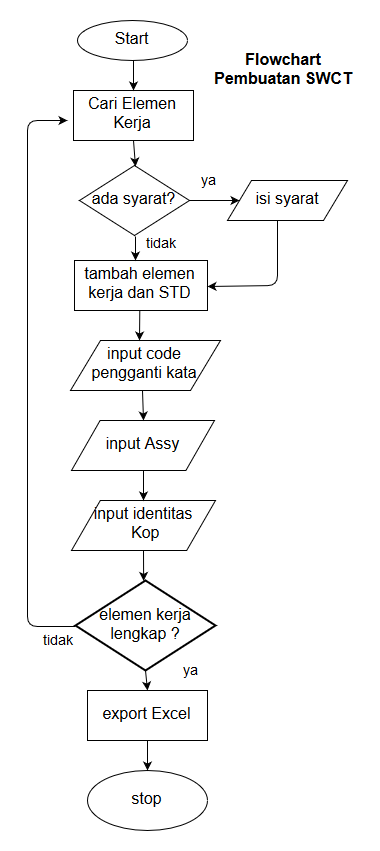 Start
Flowchart
Pembuatan SWCT
Cari Elemen
Kerja
ada syarat?
ya
isi syarat
tidak
tambah elemen
kerja dan STD
input code
pengganti kata
input Assy
input identitas
Kop
elemen kerja
lengkap ?
tidak
ya
export Excel
stop